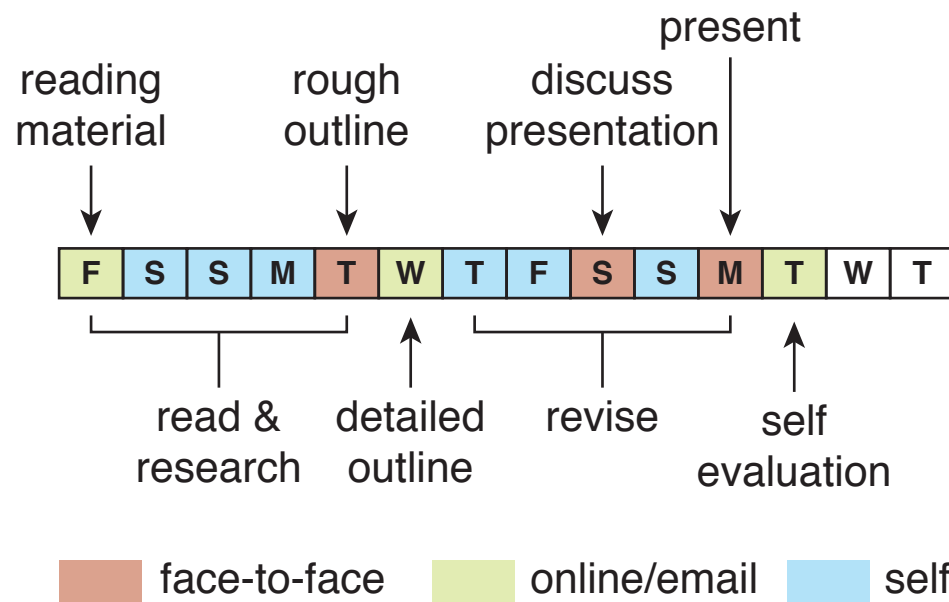 present
reading
material
rough
outline
discuss
presentation
F S S M T W T F S S M T W T
read &
research
detailed
outline
revise
self
evaluation
face-to-face
online/email
self